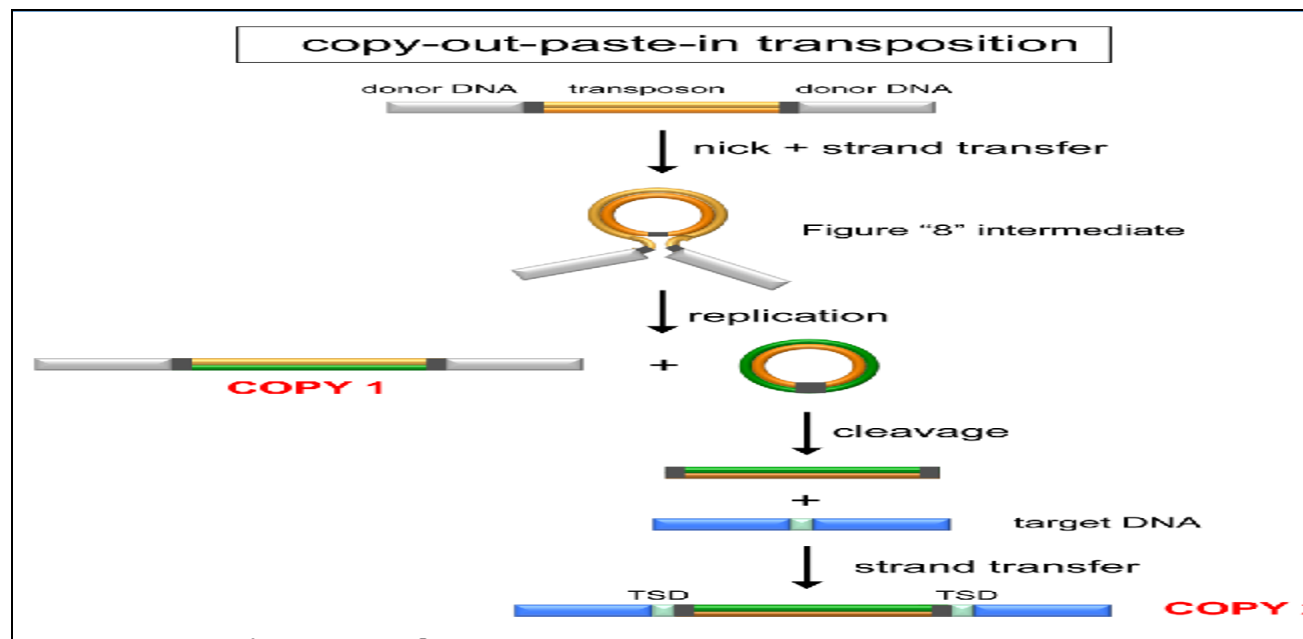 copy-out-paste-in transposition
donor DNA transposon donor DNA
nick + strand transfer
Figure “8” intermediate
replication
+
COPY 1
cleavage
+
target DNA
strand transfer
TSD TSD
COPY